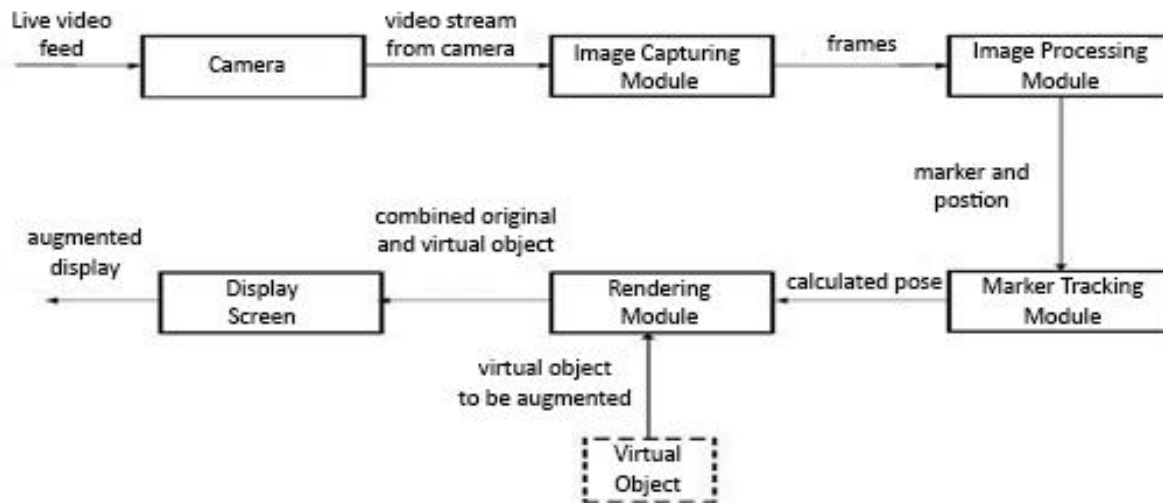 Live video
feed
Camera
video stream
from camera
Image Capturing
Module
frames
Image Processing
Module
marker and
postion
Marker Tracking
Module
calculated pose
Rendering
Module
virtual object
to be augmented
Virtual
Object
combined original
and virtual object
Display
Screen
augmented
display